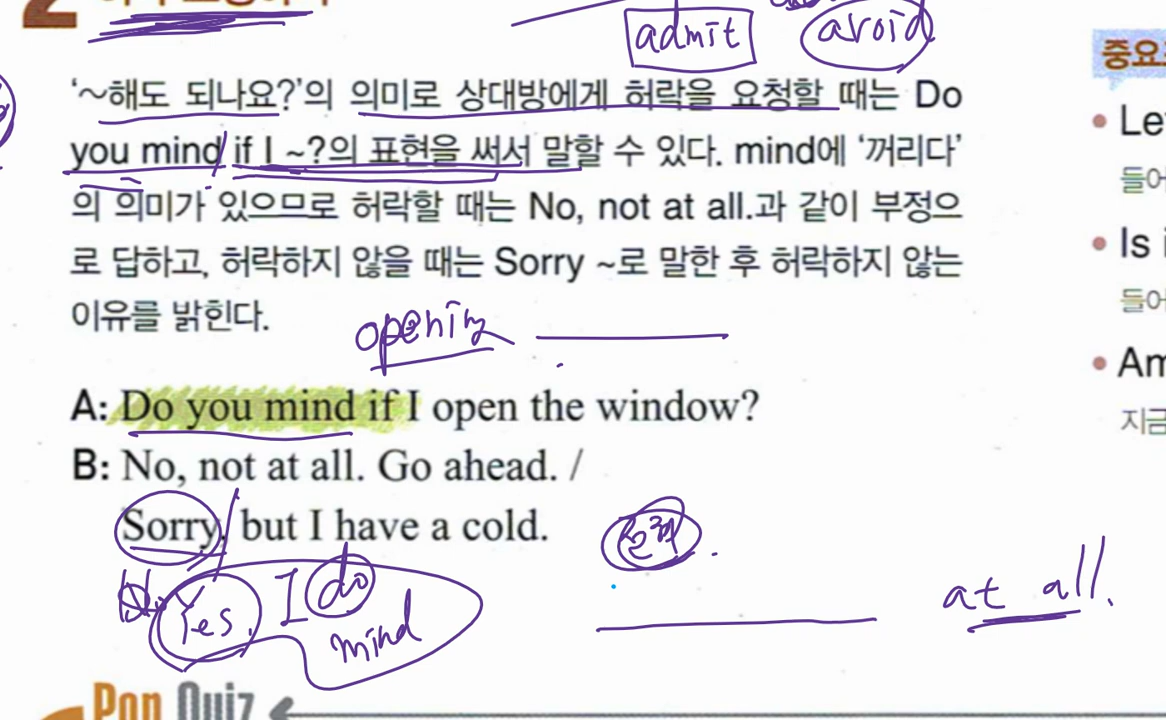 2
admit
avoid
'~해도 되나요?'의 의미로 상대방에게 허락을 요청할 때는 Do
you mind if I ~?의 표현을 써서 말할 수 있다. mind에 '꺼리다'
의 의미가 있으므로 허락할 때는 No, not at all.과 같이 부정으
로 답하고, 허락하지 않을 때는 Sorry ~로 말한 후 허락하지 않는
이유를 밝힌다.
opening
A: Do you mind if I open the window?
B: No, not at all. Go ahead. /
Sorry, but I have a cold.
Yes, I do
mind
at all.
Pop Quiz
중요
• Le
들어
• Is i
들어
• Am
지금